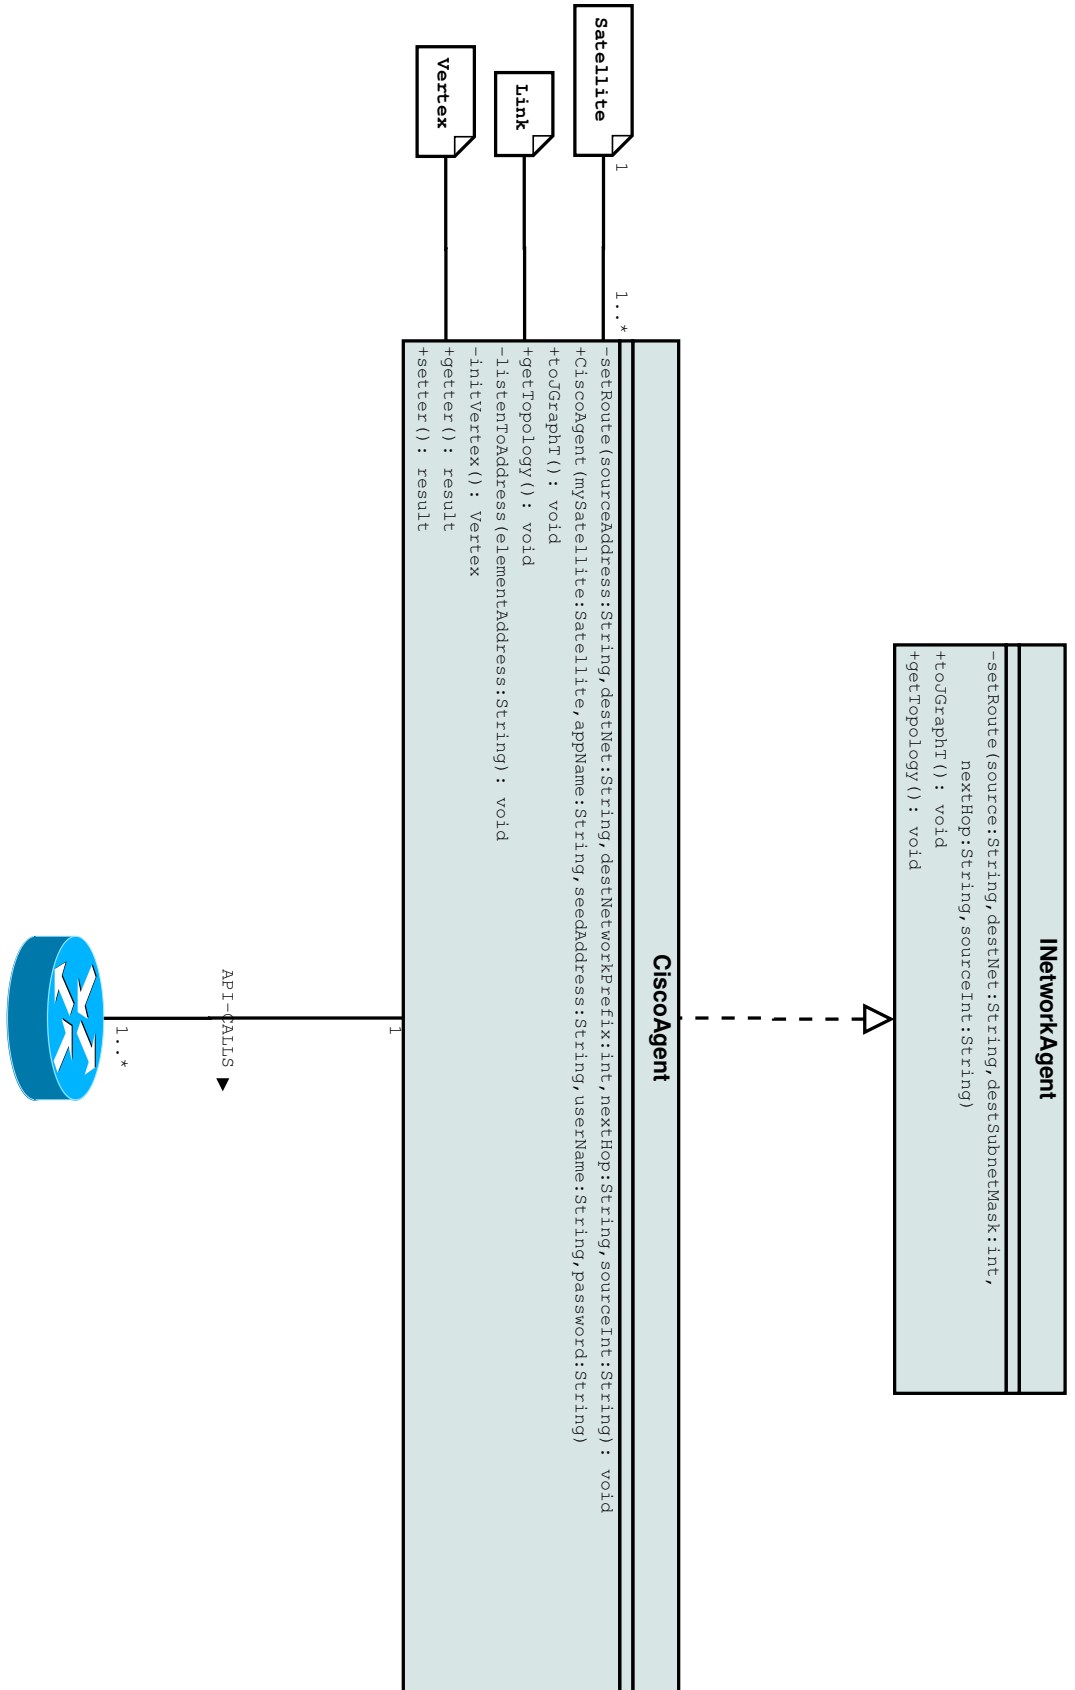 INetworkAgent
-setRoute(source:String,destNet:String,destSubnetMask:int,
nextHop:String,sourceInt:String)
+toJGraphT(): void
+getTopology(): void
CiscoAgent
-setRoute(sourceAddress:String,destNet:String,destNetworkPrefix:int,nextHop:String,sourceInt:String): void
+CiscoAgent(mySatellite:Satellite,appName:String,seedAddress:String,userName:String,password:String)
+toJGraphT(): void
+getTopology(): void
-listenToAddress(elementAddress:String): void
-initVertex(): Vertex
+getter(): result
+setter(): result
Satellite
1
1..*
Link
Vertex
1
API-CALLS
1..*